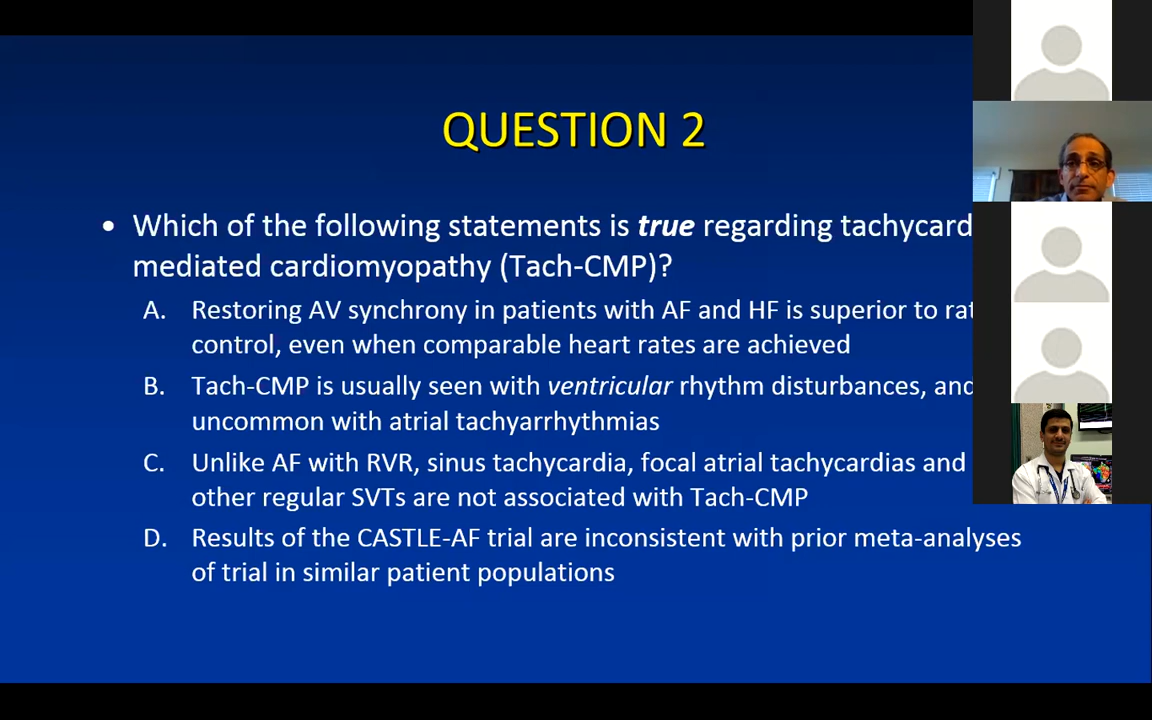 QUESTION 2
• Which of the following statements is true regarding tachycard
mediated cardiomyopathy (Tach-CMP)?
A. Restoring AV synchrony in patients with AF and HF is superior to rat
control, even when comparable heart rates are achieved
B. Tach-CMP is usually seen with ventricular rhythm disturbances, and
uncommon with atrial tachyarrhythmias
C. Unlike AF with RVR, sinus tachycardia, focal atrial tachycardias and
other regular SVTs are not associated with Tach-CMP
D. Results of the CASTLE-AF trial are inconsistent with prior meta-analyses
of trial in similar patient populations